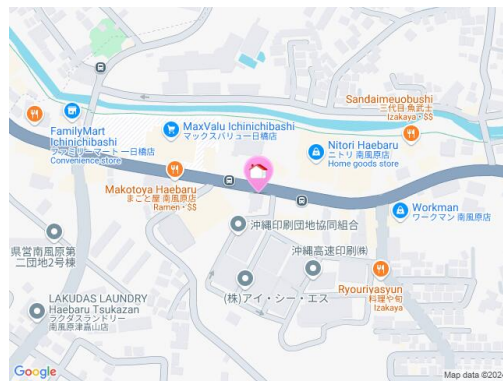 Sandaimeuobushi
三代目 魚武士
Izakaya・$$
FamilyMart
Ichinichibashi
ファミリーマート 一日橋店
Convenience store
MaxValu Ichinichibashi
マックスバリュー一日橋店
Nitori Haebaru
ニトリ 南風原店
Home goods store
Makotoya Haebaru
まこと屋 南風原店
Ramen・$$
Workman
ワークマン 南風原店
沖縄印刷団地協同組合
県営南風原第
二団地2号棟
沖縄高速印刷㈱
Ryourivasyun
料理や旬
Izakaya
(株)アイ・シー・エス
LAKUDAS LAUNDRY
Haebaru Tsukazan
ラクダスランドリー
南風原津嘉山店
Google
Map data ©202